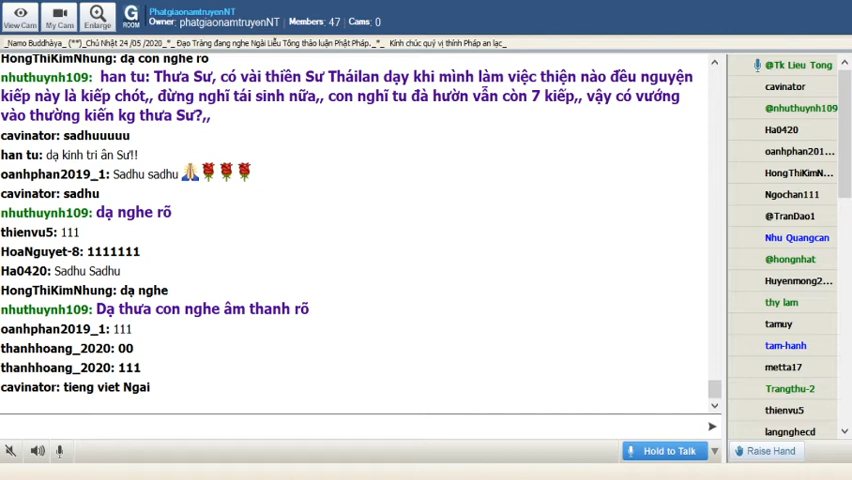 View Cam
My Cam
Enlarge
G
ROOM
PhatgiaonamtruyenNT
Owner: phatgiaonamtruyenNT Members: 47 Cams: 0
_Namo Buddhàya_ (**)_Chủ Nhật 24 /05 /2020_*_ Đạo Tràng đang nghe Ngài Liễu Tông thảo luận Phật Pháp._*_ Kính chúc quý vị thính Pháp an lạc_
HongThiKimNhung: dạ con nghe ro
nhuthuynh109: han tu: Thưa Sư, có vài thiền Sư Tháilan dạy khi mình làm việc thiện nào đều nguyện
kiếp này là kiếp chót,, đừng nghĩ tái sinh nữa,, con nghĩ tu đà hườn vẫn còn 7 kiếp,, vậy có vướng
vào thường kiến kg thưa Sư?,,
cavinator: sadhuuuuu
han tu: dạ kinh tri ân Sư!!
oanhphan2019_1: Sadhu sadhu
cavinator: sadhu
nhuthuynh109: dạ nghe rõ
thienvu5: 111
HoaNguyet-8: 1111111
Ha0420: Sadhu Sadhu
HongThiKimNhung: dạ nghe
nhuthuynh109: Dạ thưa con nghe âm thanh rõ
oanhphan2019_1: 111
thanhhoang_2020: 00
thanhhoang_2020: 111
cavinator: tieng viet Ngai
Hold to Talk
@Tk Lieu Tong
cavinator
@nhuthuynh109
Ha0420
oanhphan201...
HongThiKimN...
Ngochan111
@TranDao1
Nhu Quangcan
@hongnhat
Huyenmong2...
thy lam
tamuy
tam-hanh
metta17
Trangthu-2
thienvu5
langnghecd
Raise Hand